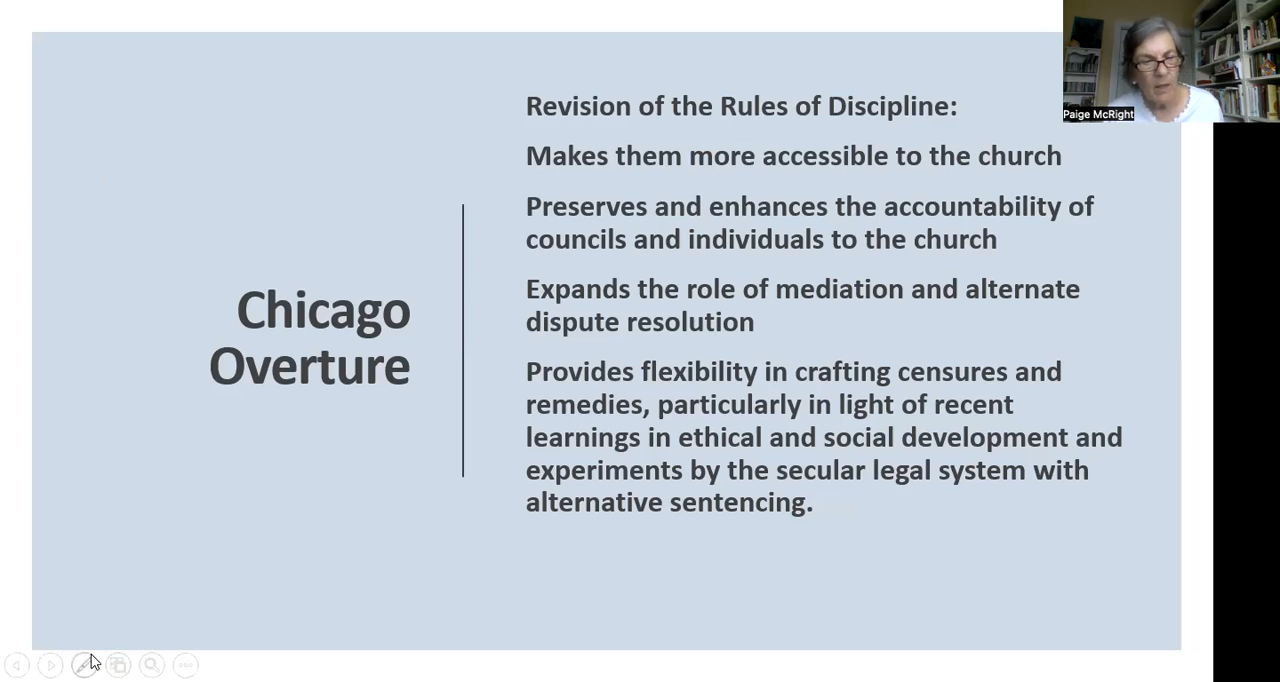 Chicago
Overture
Revision of the Rules of Discipline:
Makes them more accessible to the church
Preserves and enhances the accountability of
councils and individuals to the church
Expands the role of mediation and alternate
dispute resolution
Provides flexibility in crafting censures and
remedies, particularly in light of recent
learnings in ethical and social development and
experiments by the secular legal system with
alternative sentencing.
Paige McRight